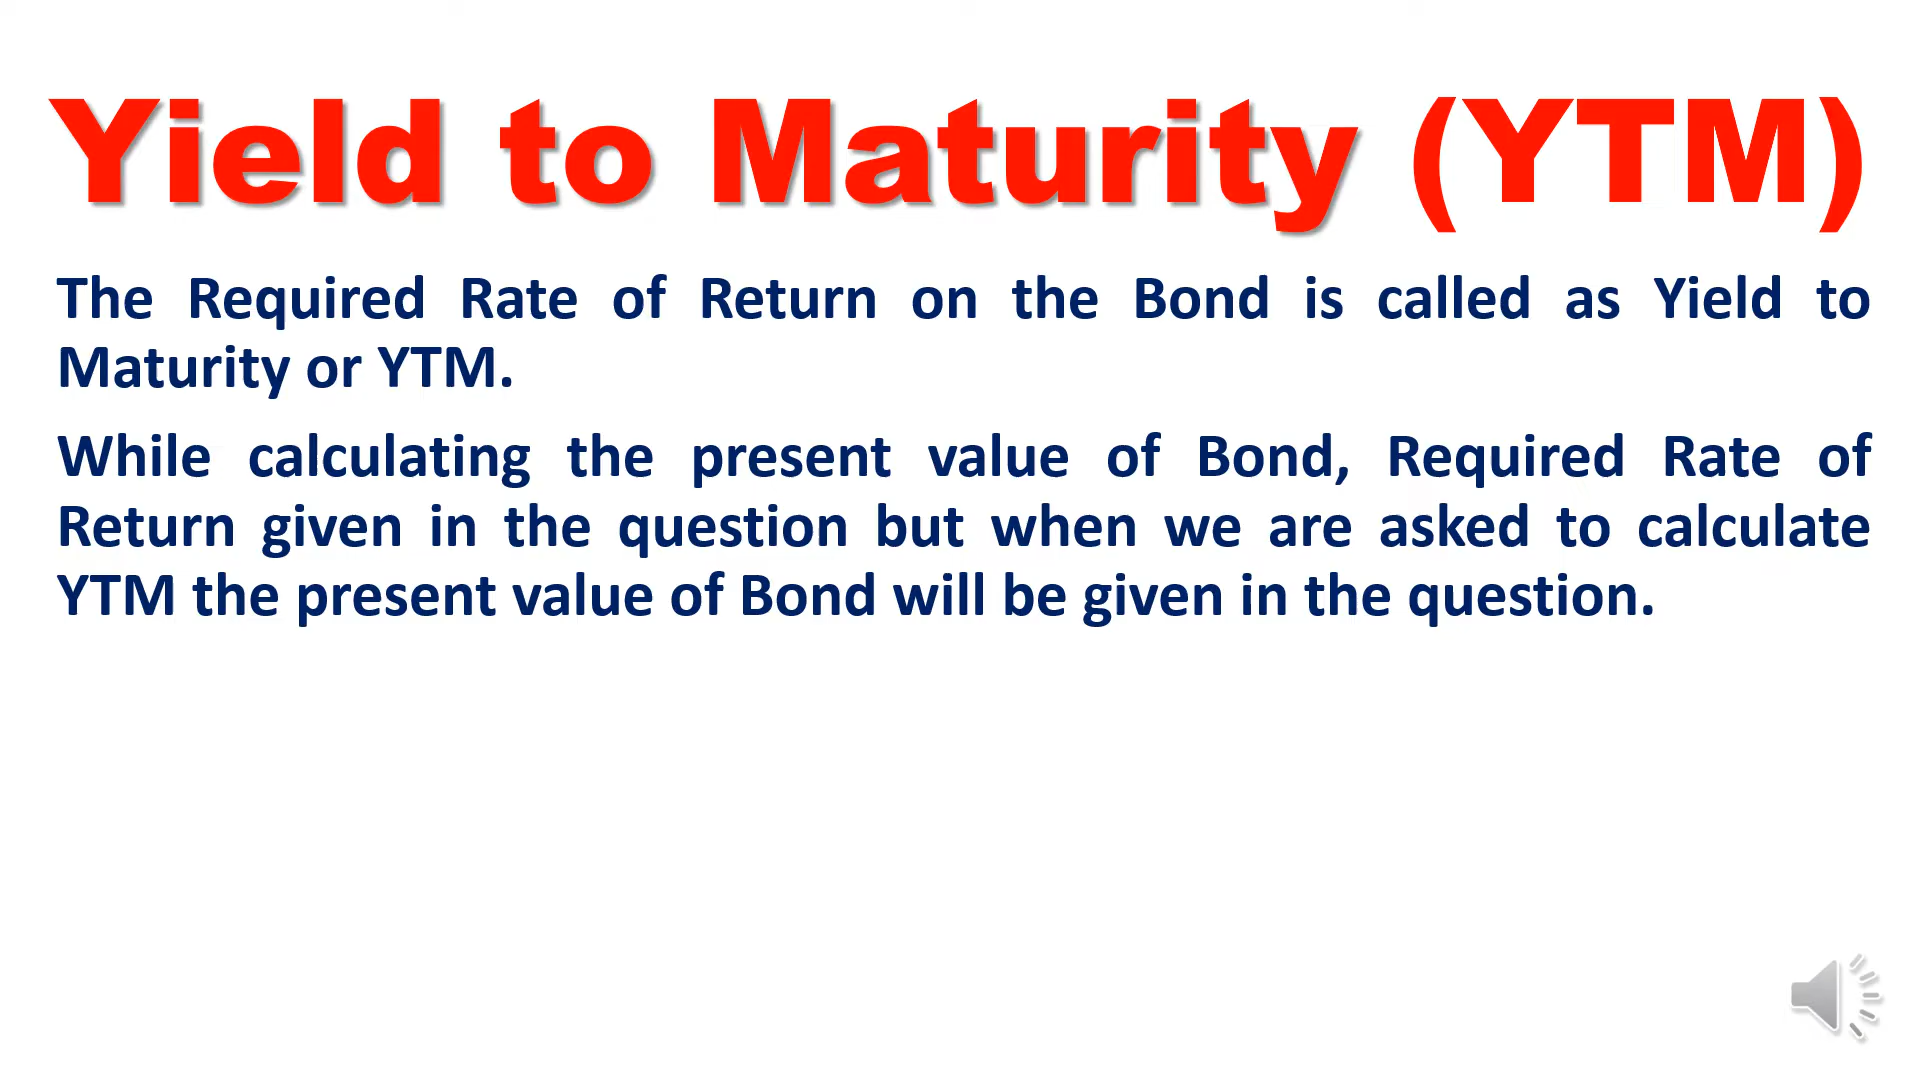 Yield to Maturity (YTM)
The Required Rate of Return on the Bond is called as Yield to
Maturity or YTM.
While calculating the present value of Bond, Required Rate of
Return given in the question but when we are asked to calculate
YTM the present value of Bond will be given in the question.